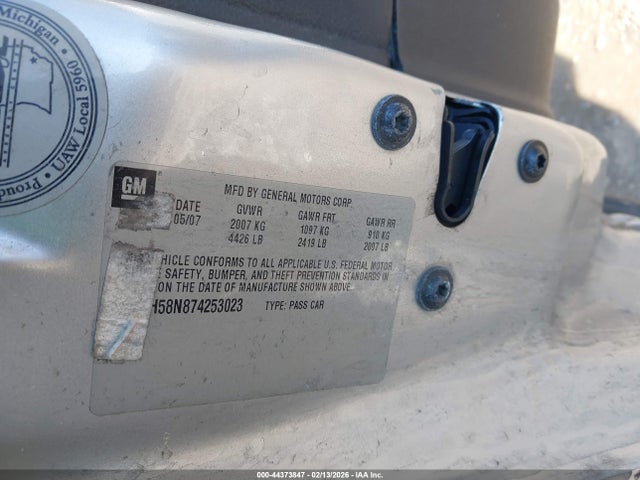 Michigan
UAW Local 5960
Proud
GM
MFD BY GENERAL MOTORS CORP
DATE GVWR GAWR FRT GAWR RR
05/07 2007 KG 1097 KG 910 KG
4426 LB 2419 LB 2007 LB
HICLE CONFORMS TO ALL APPLICABLE U.S. FEDERAL MOTOR
E SAFETY, BUMPER, AND THEFT PREVENTION STANDARDS IN
ON THE DATE OF MANUFACTURE SHOWN ABOVE.
H58N874253023 TYPE: PASS CAR
000-44373847 - 02/13/2026 - IAAI, Inc.